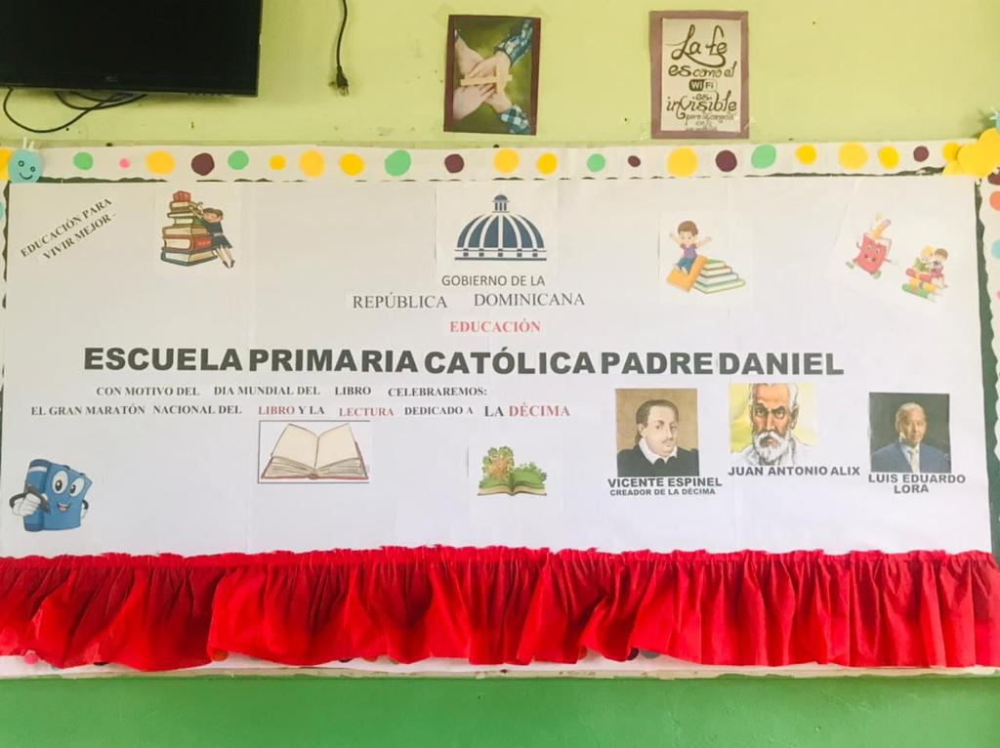 La fe
es como el
WiFi
es
invisible
EDUCACIÓN PARA
VIVIR MEJOR -
GOBIERNO DE LA
REPÚBLICA DOMINICANA
EDUCACIÓN
ESCUELA PRIMARIA CATÓLICA PADRE DANIEL
CON MOTIVO DEL DIA MUNDIAL DEL LIBRO CELEBRAREMOS:
EL GRAN MARATÓN NACIONAL DEL LIBRO Y LA LECTURA DEDICADO A LA DÉCIMA
VICENTE ESPINEL
CREADOR DE LA DÉCIMA
JUAN ANTONIO ALIX
LUIS EDUARDO
LORA